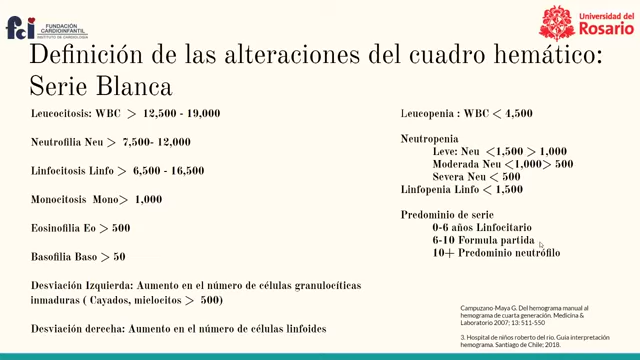 fci
FUNDACIÓN
CARDIOINFANTIL
INSTITUTO DE CARDIOLOGÍA
Universidad del
Rosario
Definición de las alteraciones del cuadro hemático:
Serie Blanca
Leucocitosis: WBC > 12,500 - 19,000
Neutrofilia Neu > 7,500- 12,000
Linfocitosis Linfo > 6,500 - 16,500
Monocitosis Mono> 1,000
Eosinofilia Eo > 500
Basofilia Baso > 50
Desviación Izquierda: Aumento en el número de células granulocíticas
inmaduras ( Cayados, mielocitos > 500)
Desviación derecha: Aumento en el número de células linfoides
Leucopenia : WBC < 4,500
Neutropenia
Leve: Neu <1,500 > 1,000
Moderada Neu <1,000> 500
Severa Neu < 500
Linfopenia Linfo < 1,500
Predominio de serie
0-6 años Linfocitario
6-10 Formula partida
10+ Predominio neutrófilo
Campuzano-Maya G. Del hemograma manual al
hemograma de cuarta generación. Medicina &
Laboratorio 2007; 13: 511-550
3. Hospital de niños roberto del rio. Guia interpretación
hemograma. Santiago de Chile; 2018.